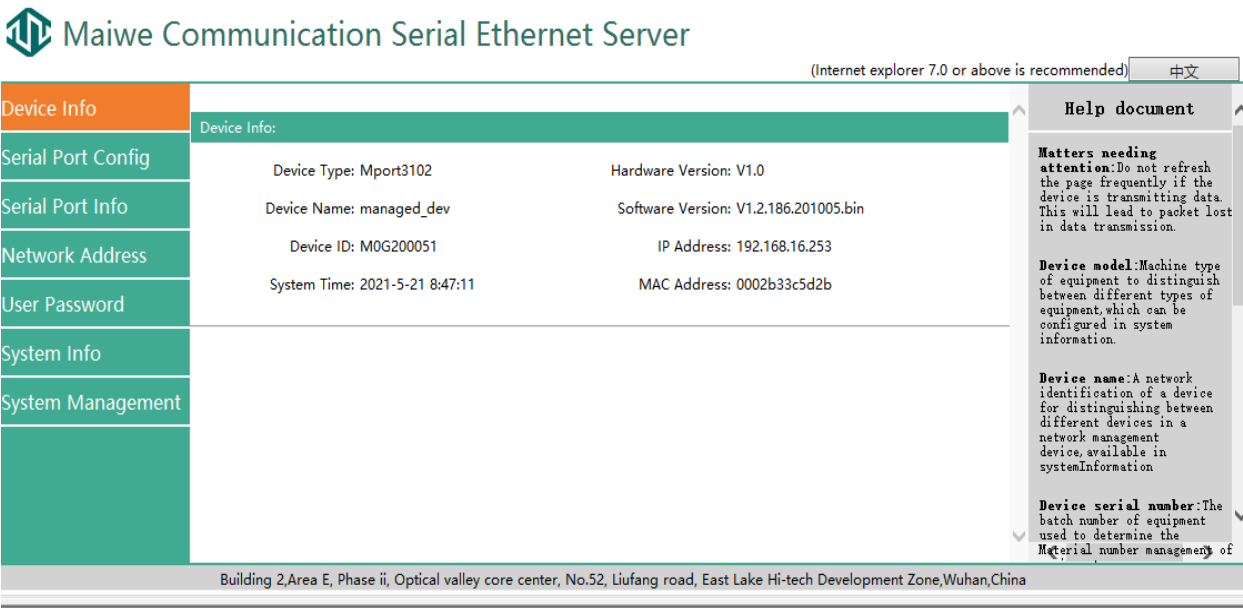 Maiwe Communication Serial Ethernet Server
(Internet explorer 7.0 or above is recommended) 中文
Device Info
Serial Port Config
Serial Port Info
Network Address
User Password
System Info
System Management
Device Info:
Device Type: Mport3102
Hardware Version: V1.0
Device Name: managed_dev
Software Version: V1.2.186.201005.bin
Device ID: M0G200051
IP Address: 192.168.16.253
System Time: 2021-5-21 8:47:11
MAC Address: 0002b33c5d2b
Help document
Matters needing
attention:Do not refresh
the page frequently if the
device is transmitting data.
This will lead to packet lost
in data transmission.
Device model:Machine type
of equipment to distinguish
between different types of
equipment,which can be
configured in system
information.
Device name:A network
identification of a device
for distinguishing between
different devices in a
network management
device,available in
systemInformation
Device serial number:The
batch number of equipment
used to determine the
Material number management of
Building 2,Area E, Phase ii, Optical valley core center, No.52, Liufang road, East Lake Hi-tech Development Zone,Wuhan,China